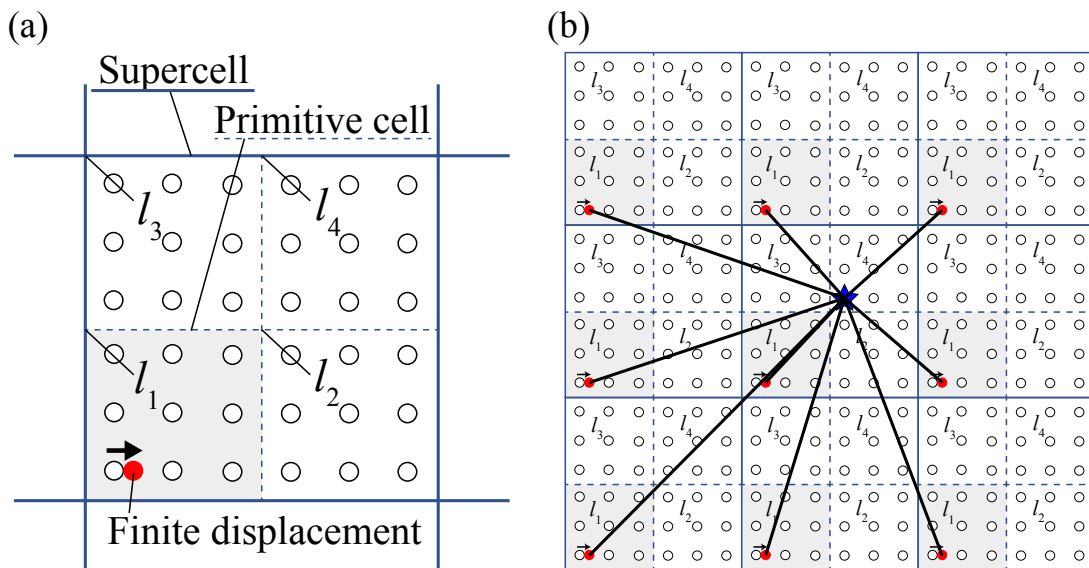 (a)
Supercell
Primitive cell
l3
l4
l1
l2
Finite displacement
(b)
l3 l4 l3 l4 l3 l4
l1 l2 l1 l2 l1 l2
l3 l4 l3 l4 l3 l4
l1 l2 l1 l2 l1 l2
l3 l4 l3 l4 l3 l4
l1 l2 l1 l2 l1 l2